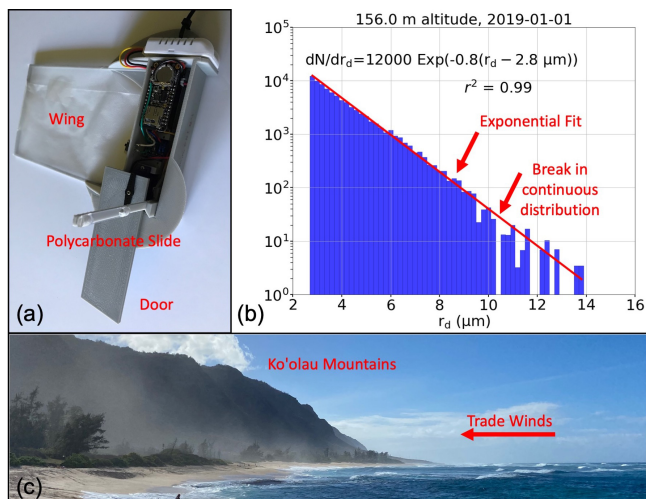 Wing
Polycarbonate Slide
Door
(a)
156.0 m altitude, 2019-01-01
dN/dr_d=12000 Exp(-0.8(r_d – 2.8 µm))
r² = 0.99
Exponential Fit
Break in
continuous
distribution
10⁵
10⁴
10³
10²
10¹
10⁰
2 4 6 8 10 12 14 16
r_d (µm)
(b)
Ko'olau Mountains
Trade Winds
(c)